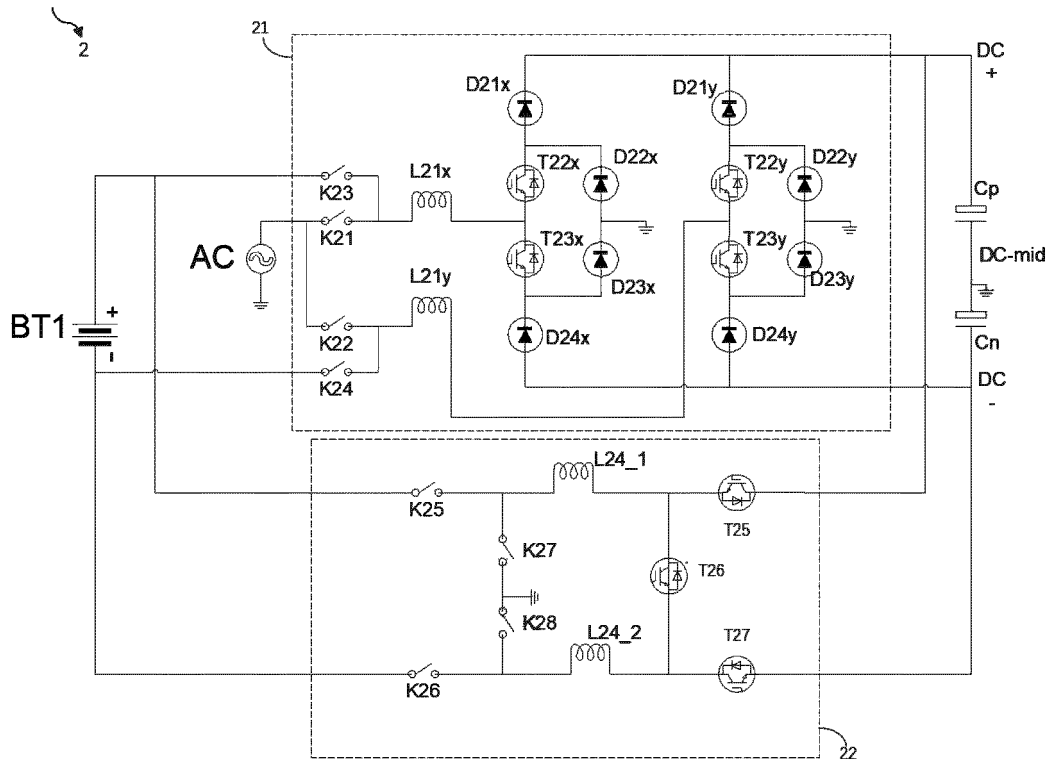 2
21
DC
+
D21x
D21y
T22x
D22x
T22y
D22y
L21x
K23
K21
Cp
AC
T23x
T23y
DC-mid
L21y
D23x
D23y
BT1
+
-
K22
D24x
D24y
Cn
K24
DC
-
L24_1
K25
T25
K27
T26
K28
L24_2
T27
K26
22